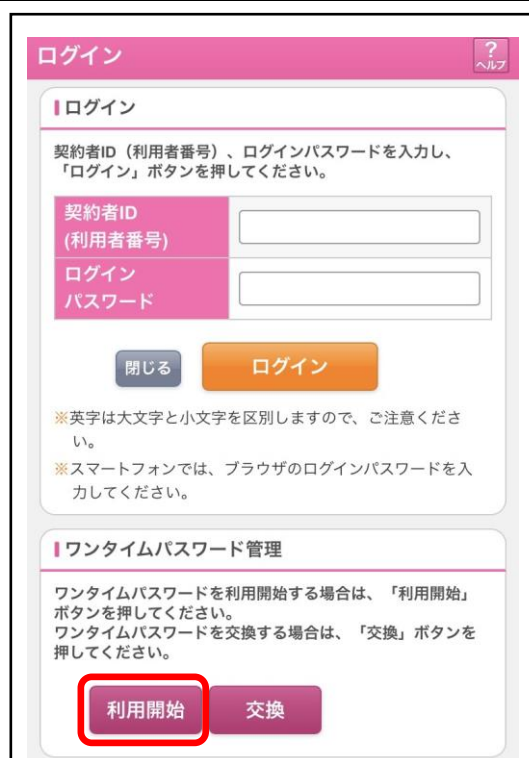 ログイン
?
ヘルプ
ログイン
契約者ID（利用者番号）、ログインパスワードを入力し、
「ログイン」ボタンを押してください。
契約者ID
(利用者番号)
ログイン
パスワード
閉じる
ログイン
※英字は大文字と小文字を区別しますので、ご注意くださ
い。
※スマートフォンでは、ブラウザのログインパスワードを入
力してください。
ワンタイムパスワード管理
ワンタイムパスワードを利用開始する場合は、「利用開始」
ボタンを押してください。
ワンタイムパスワードを交換する場合は、「交換」ボタンを
押してください。
利用開始
交換